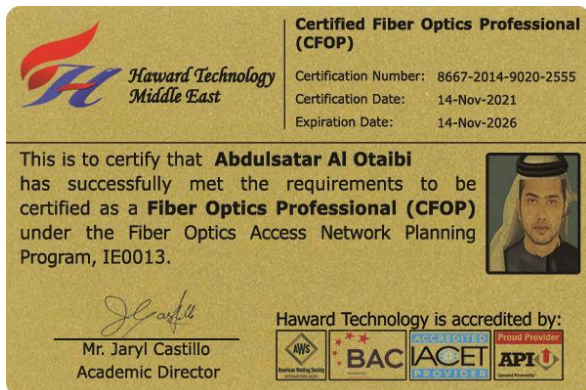 Haward Technology
Middle East
Certified Fiber Optics Professional
(CFOP)
Certification Number: 8667-2014-9020-2555
Certification Date: 14-Nov-2021
Expiration Date: 14-Nov-2026
This is to certify that Abdulsatar Al Otaibi
has successfully met the requirements to be
certified as a Fiber Optics Professional (CFOP)
under the Fiber Optics Access Network Planning
Program, IE0013.
Mr. Jaryl Castillo
Academic Director
Haward Technology is accredited by:
AWS
American Welding Society
BAC
ACCREDITED
IACET
PROVIDER
Proud Provider
API